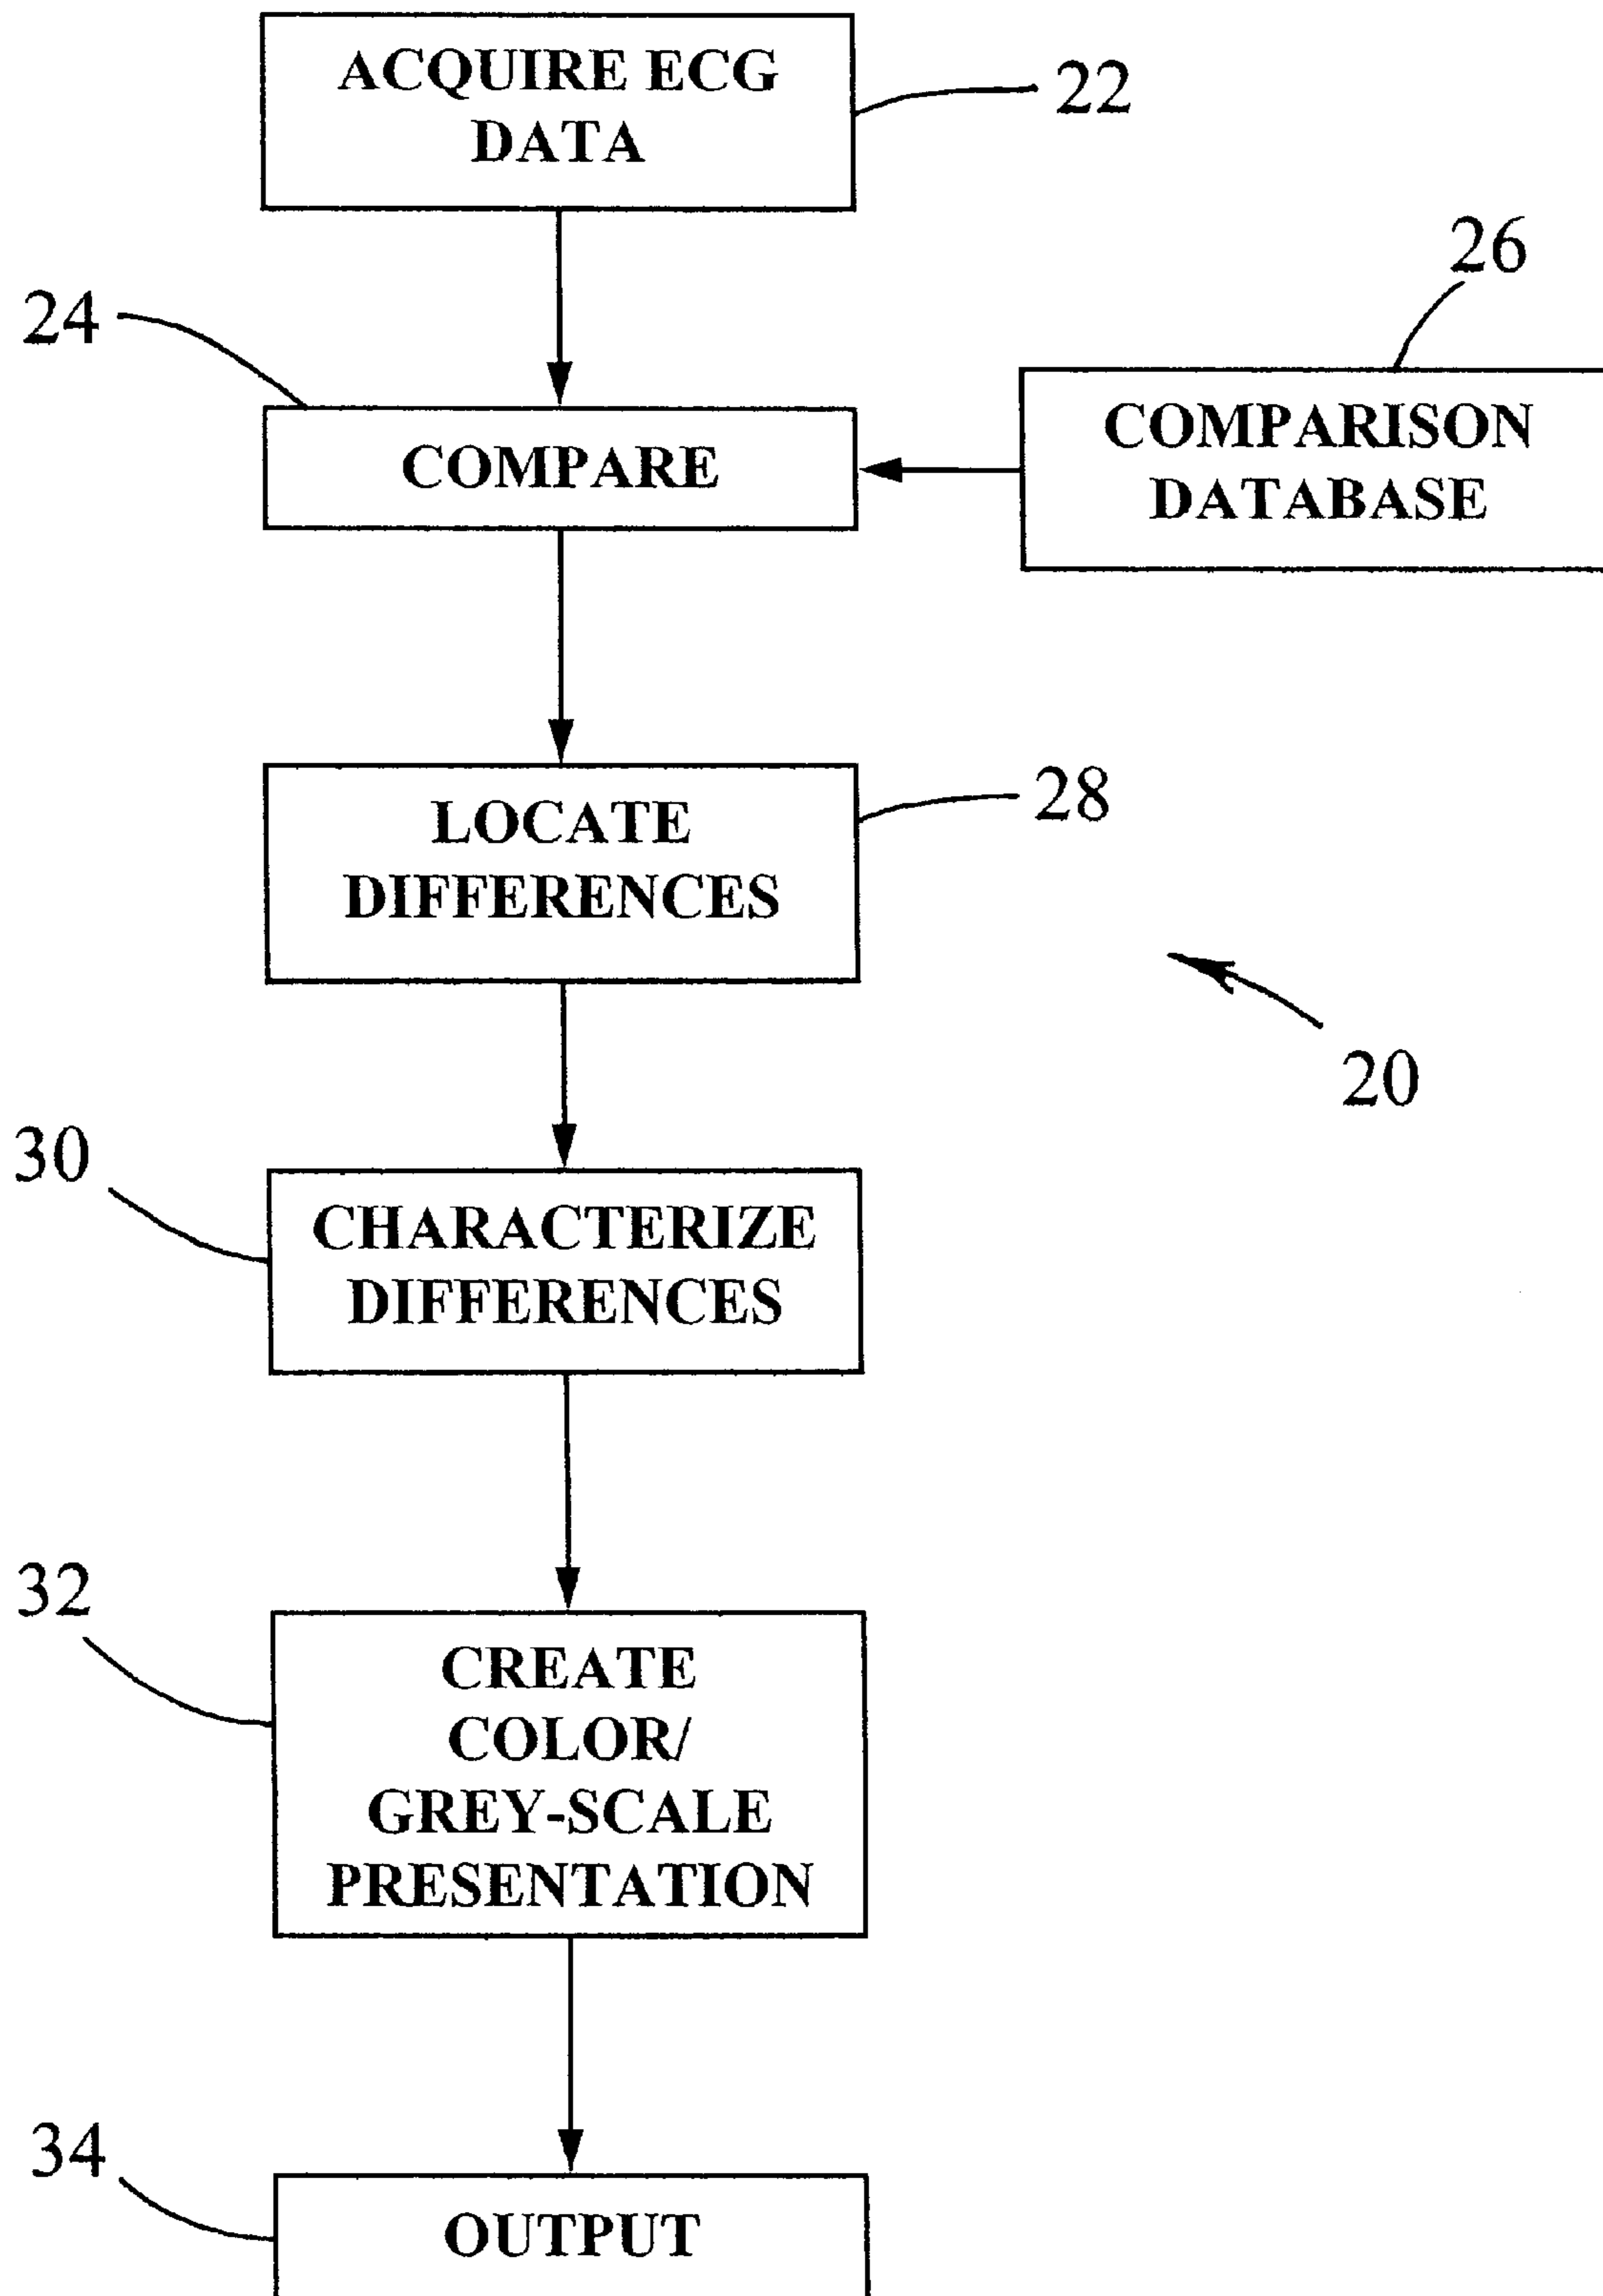 ACQUIRE ECG
DATA
22
26
24
COMPARE
COMPARISON
DATABASE
LOCATE
DIFFERENCES
28
20
30
CHARACTERIZE
DIFFERENCES
32
CREATE
COLOR/
GREY-SCALE
PRESENTATION
34
OUTPUT